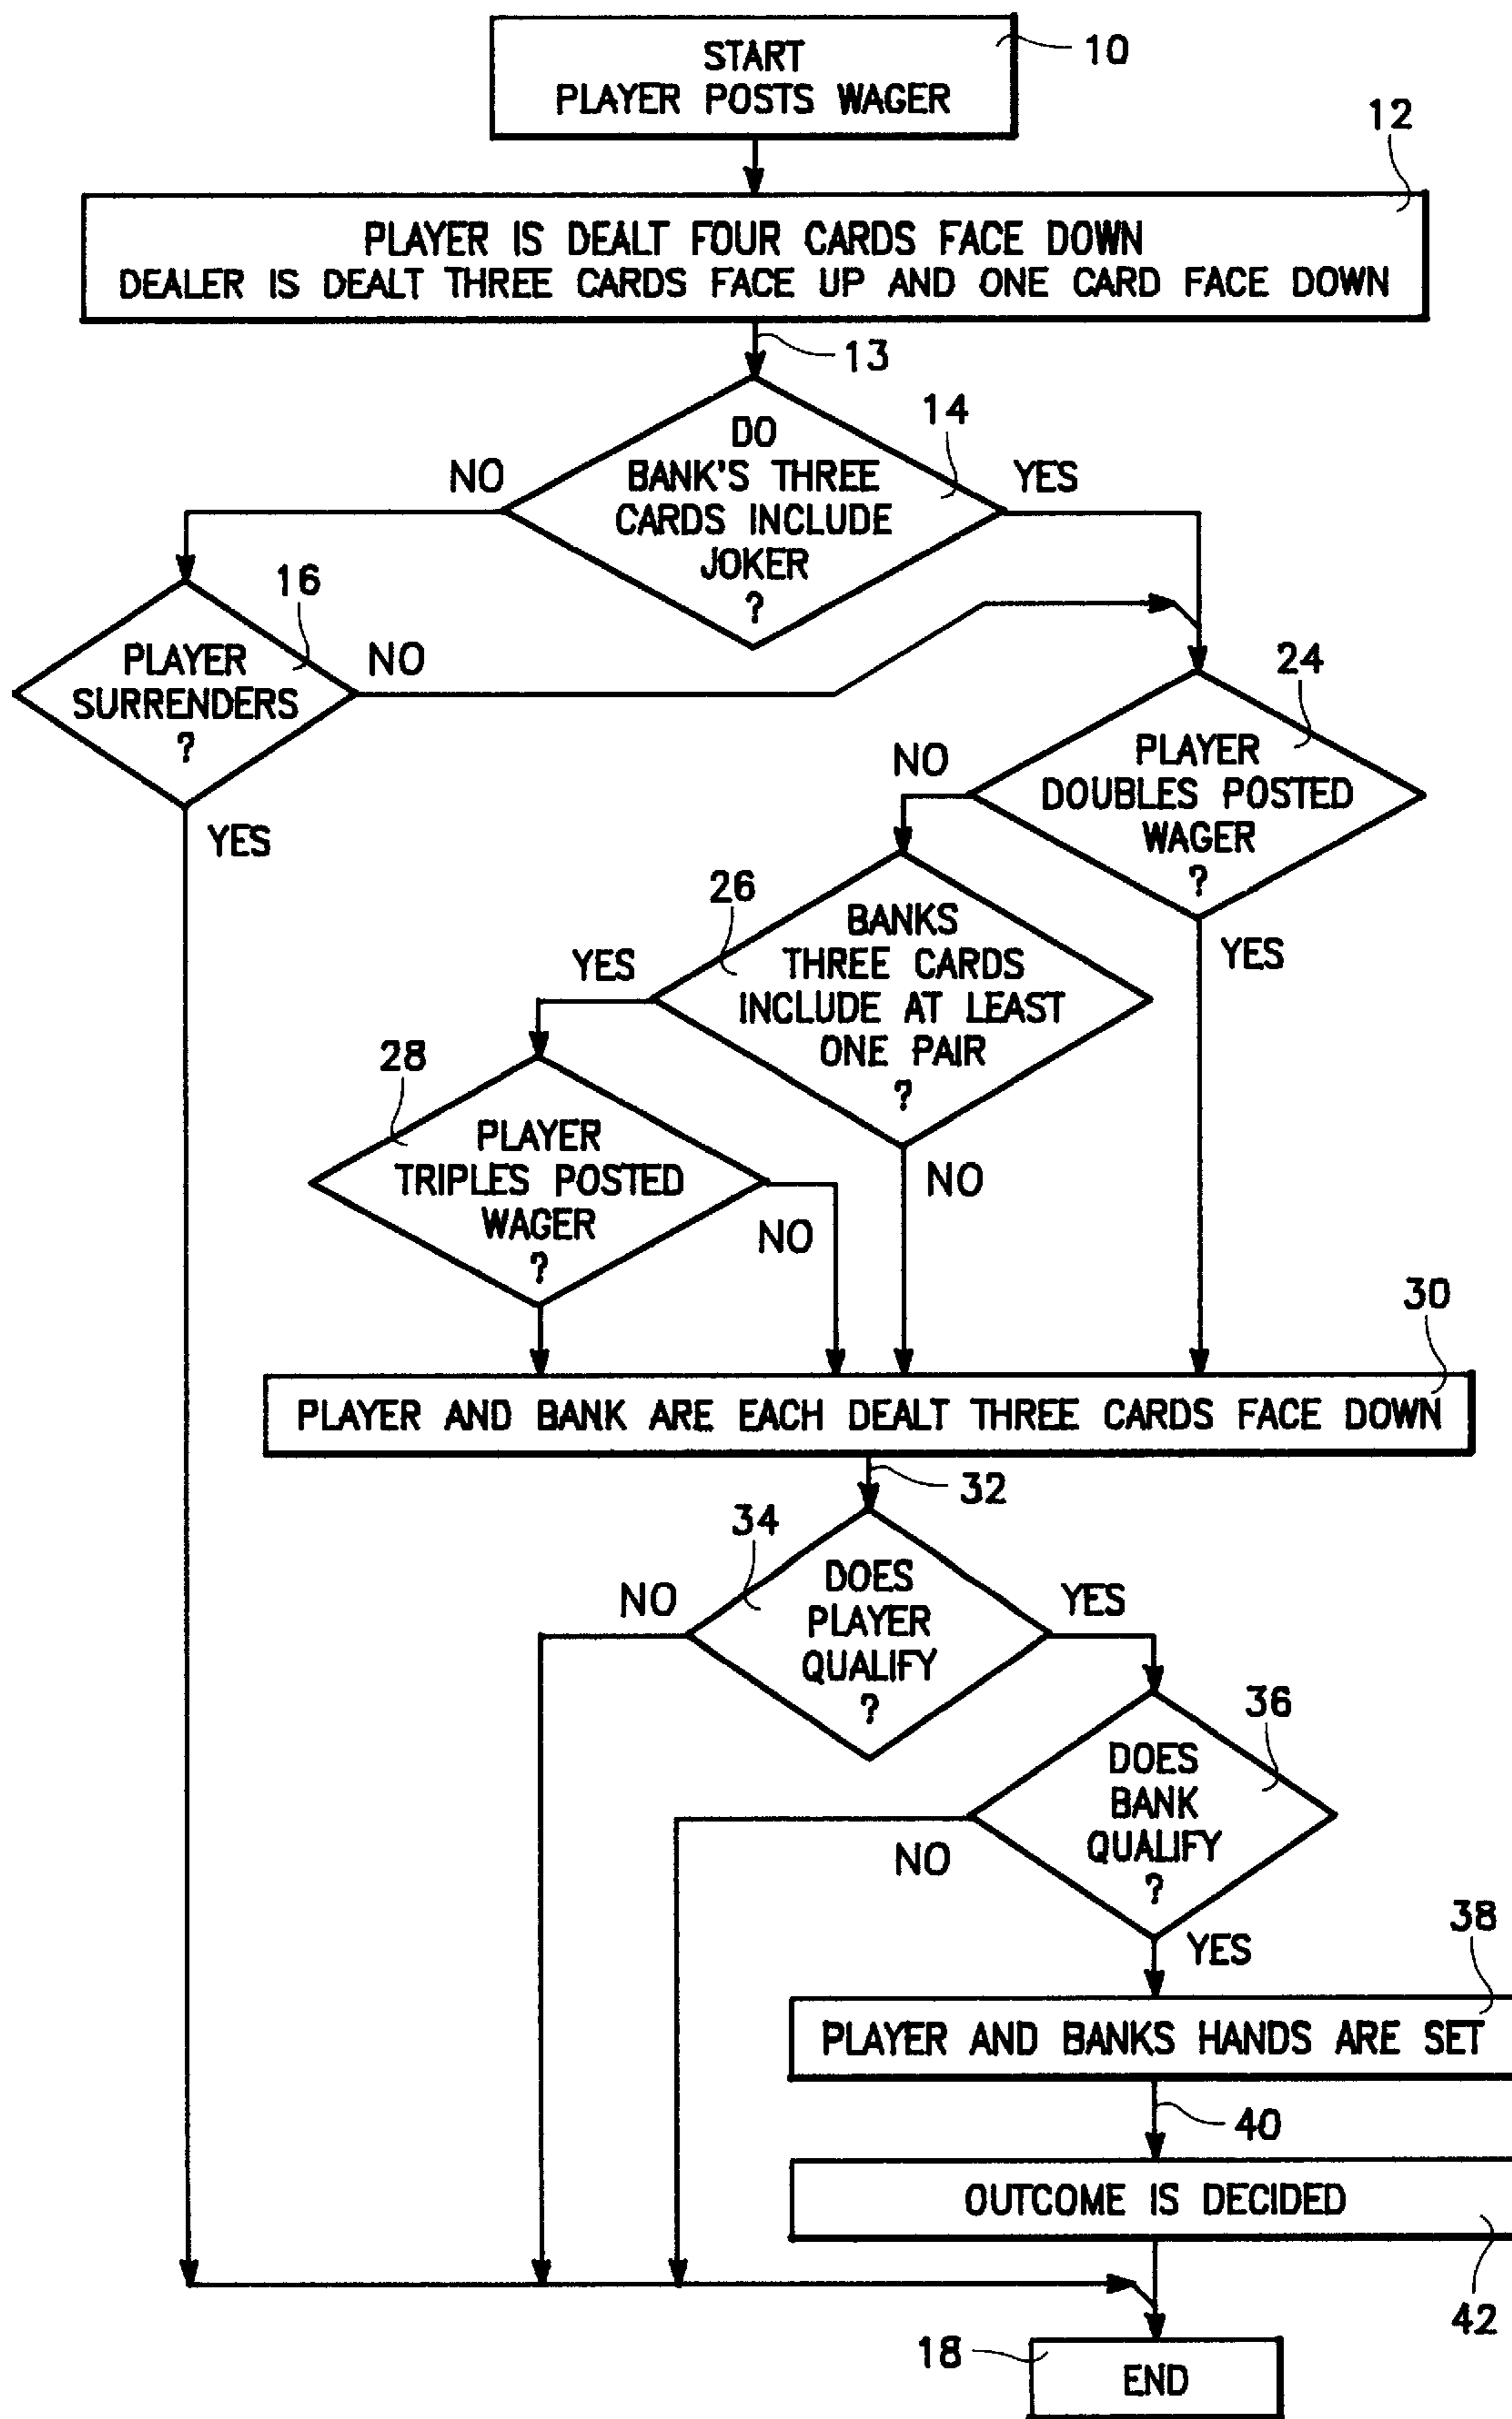 START
PLAYER POSTS WAGER
10
12
PLAYER IS DEALT FOUR CARDS FACE DOWN
DEALER IS DEALT THREE CARDS FACE UP AND ONE CARD FACE DOWN
13
14
DO
BANK'S THREE
CARDS INCLUDE
JOKER
?
NO
YES
16
PLAYER
SURRENDERS
?
NO
YES
24
PLAYER
DOUBLES POSTED
WAGER
?
NO
YES
26
BANKS
THREE CARDS
INCLUDE AT LEAST
ONE PAIR
?
YES
NO
28
PLAYER
TRIPLES POSTED
WAGER
?
NO
30
PLAYER AND BANK ARE EACH DEALT THREE CARDS FACE DOWN
32
34
DOES
PLAYER
QUALIFY
?
NO
YES
36
DOES
BANK
QUALIFY
?
NO
YES
38
PLAYER AND BANKS HANDS ARE SET
40
OUTCOME IS DECIDED
42
18
END